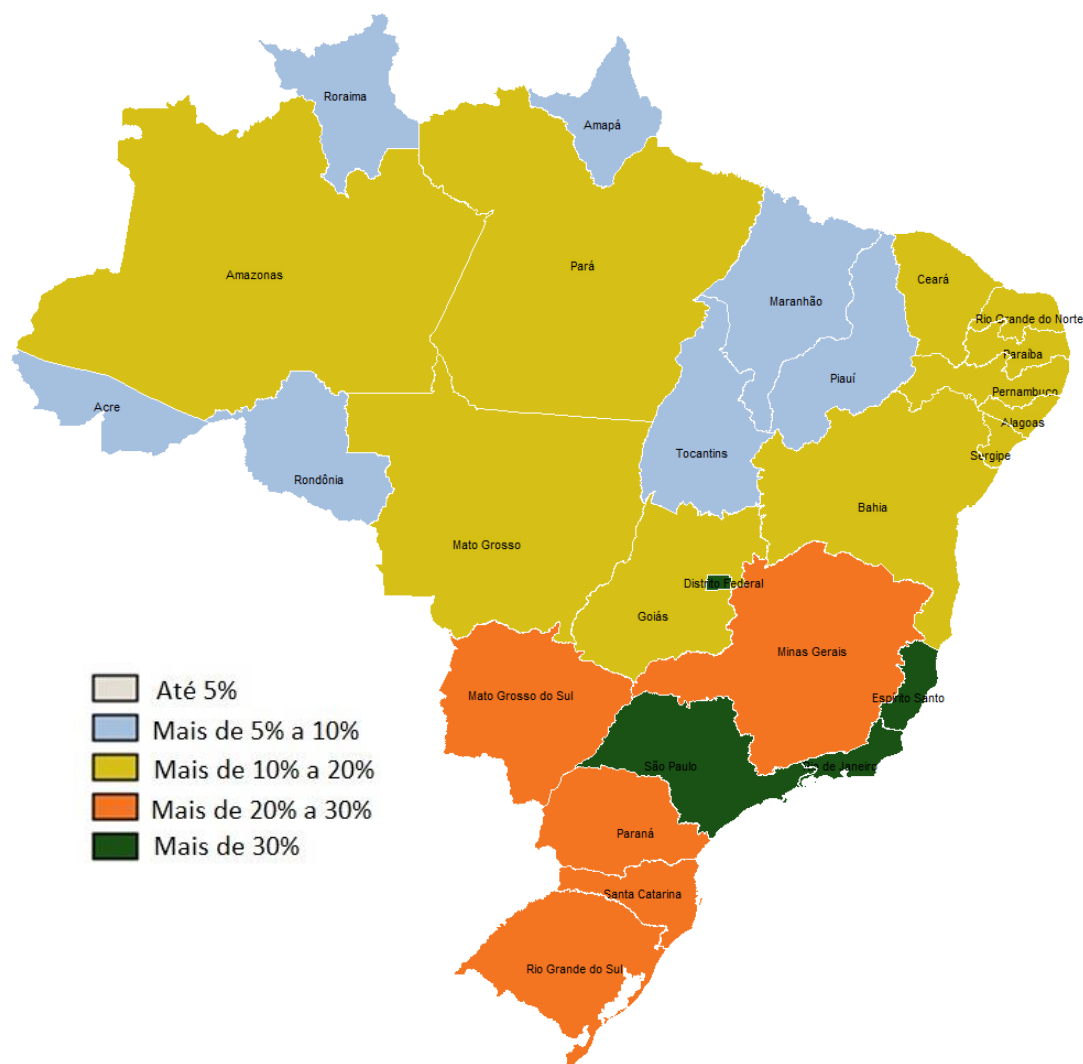 Roraima
Amapá
Amazonas
Pará
Ceará
Maranhão
Rio Grande do Norte
Paraíba
Piauí
Pernambuco
Acre
Alagoas
Tocantins
Sergipe
Rondônia
Bahia
Mato Grosso
Distrito Federal
Goiás
Minas Gerais
Mato Grosso do Sul
Espírito Santo
São Paulo
Rio de Janeiro
Paraná
Santa Catarina
Rio Grande do Sul
Até 5%
Mais de 5% a 10%
Mais de 10% a 20%
Mais de 20% a 30%
Mais de 30%